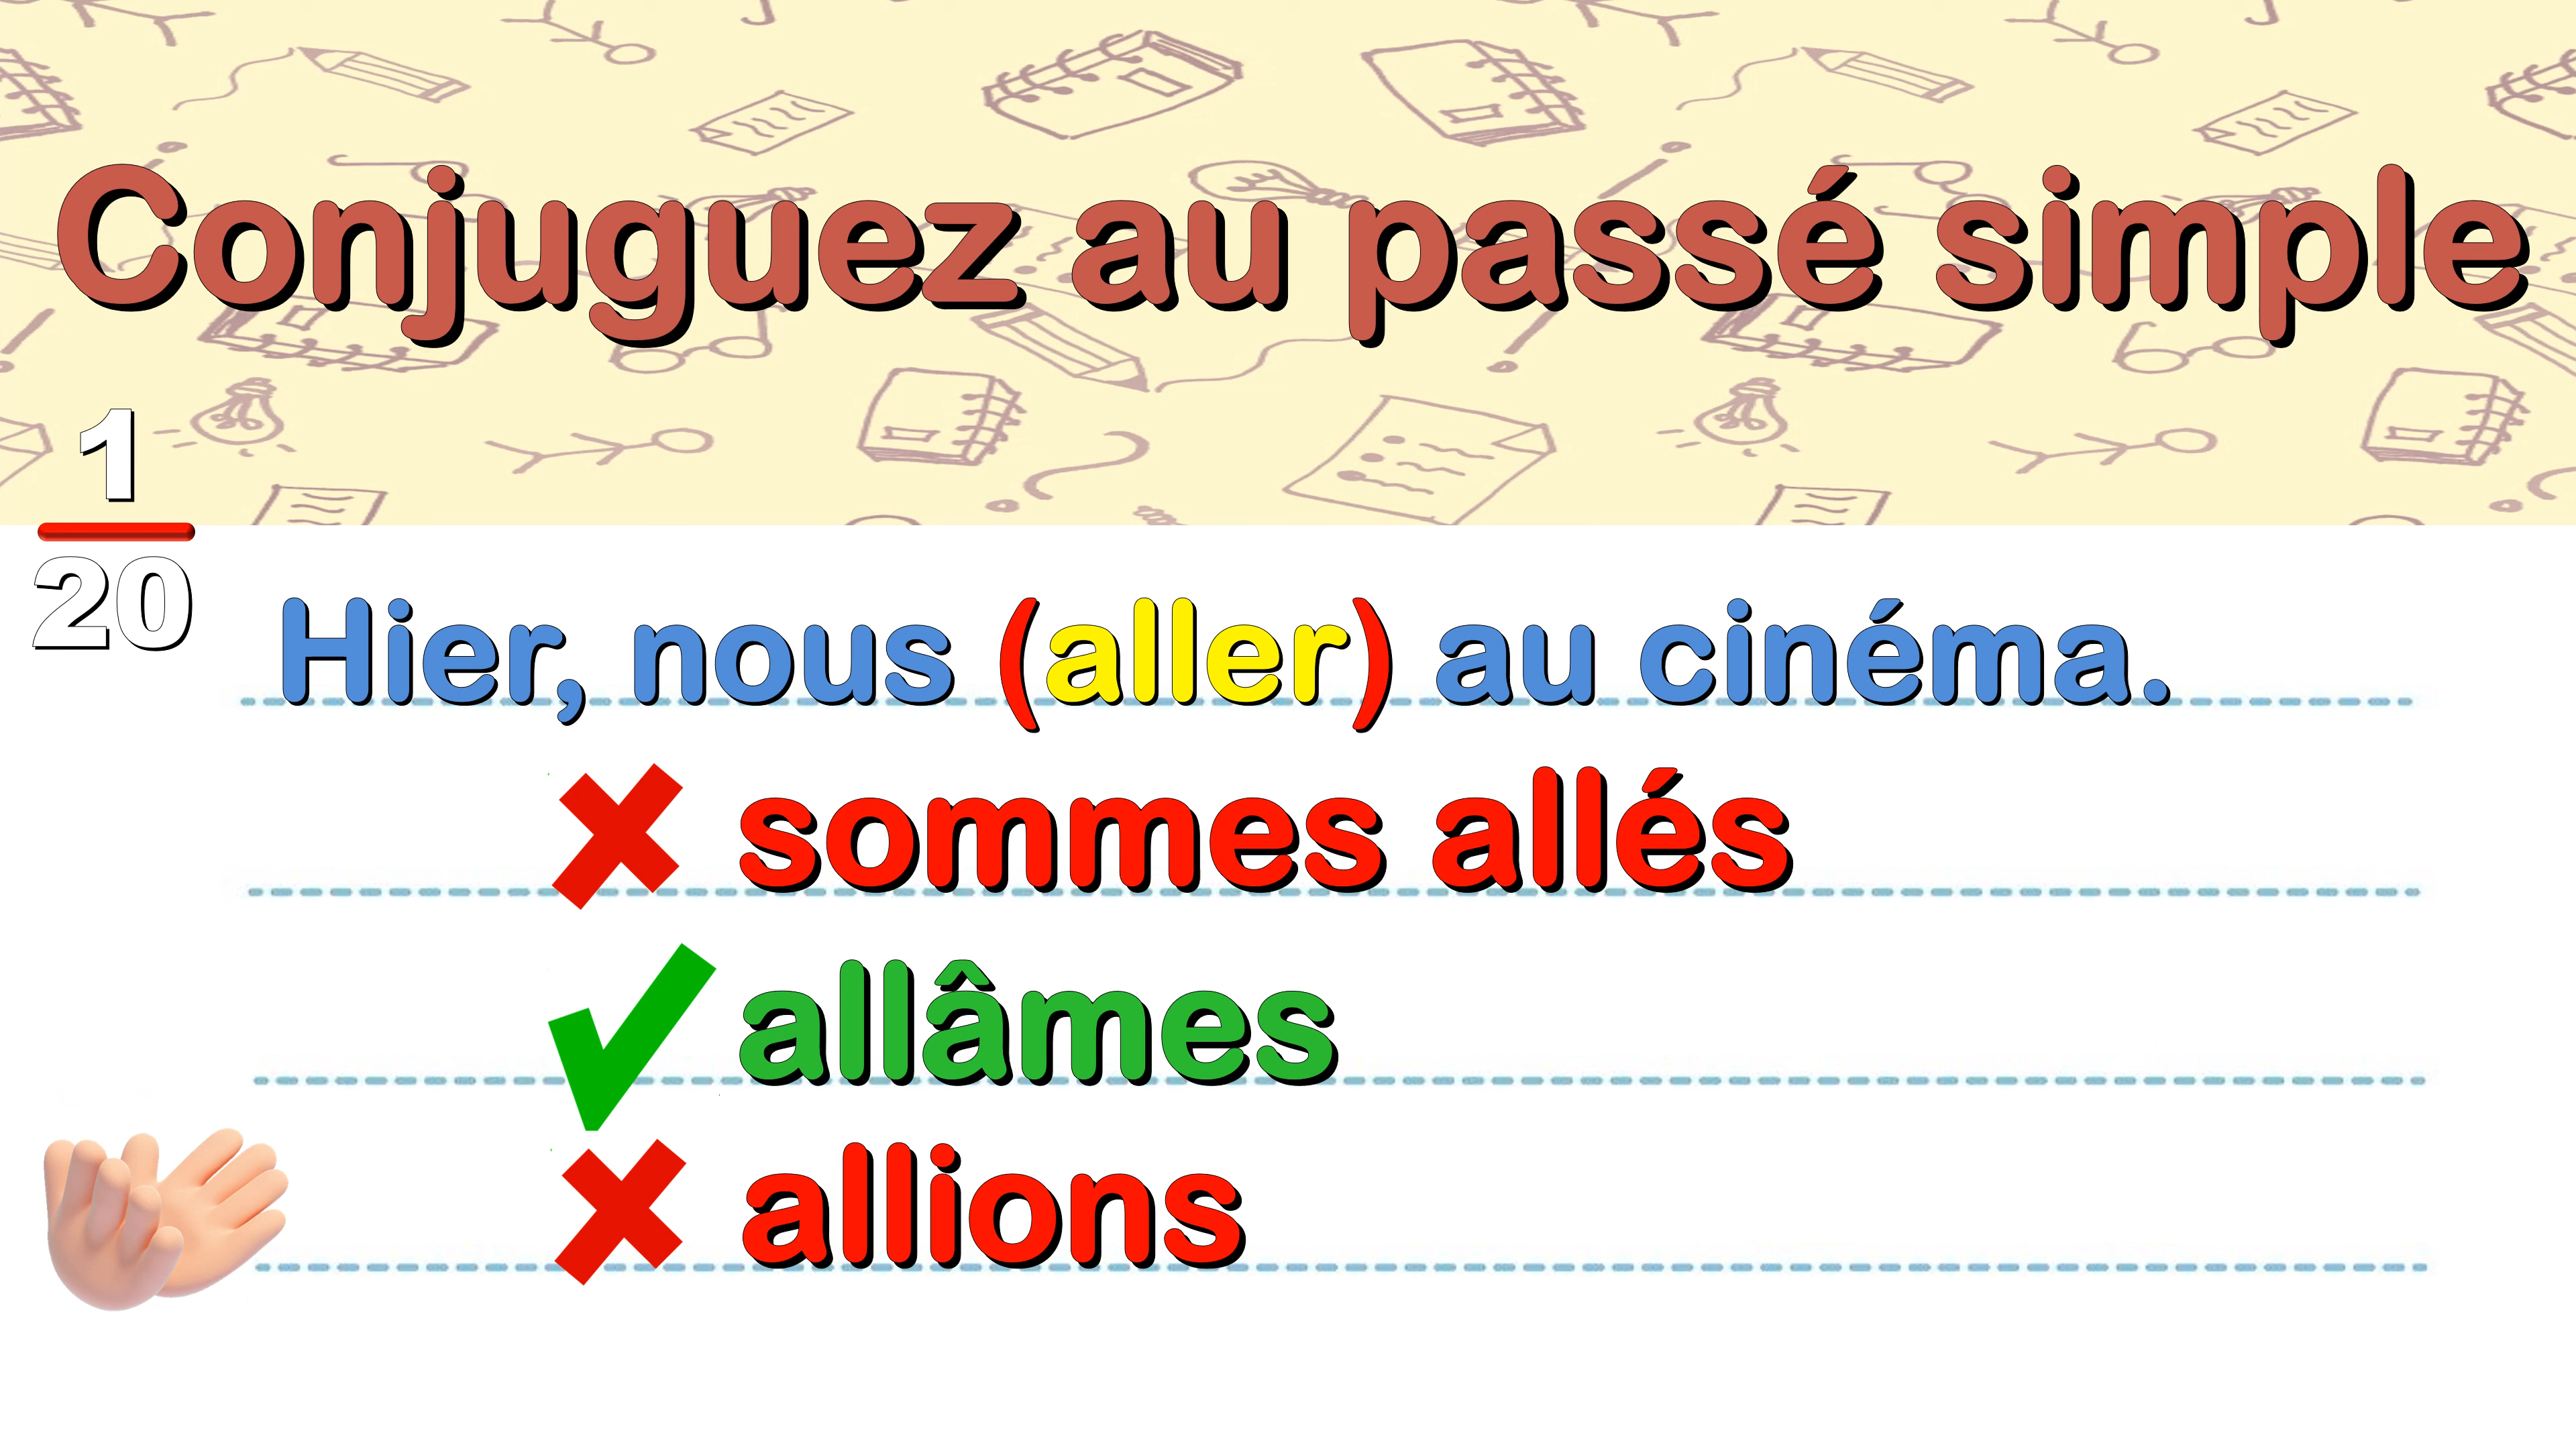 Conjuguez au passé simple
1
20
Hier, nous (aller) au cinéma.
sommes allés
allâmes
allions